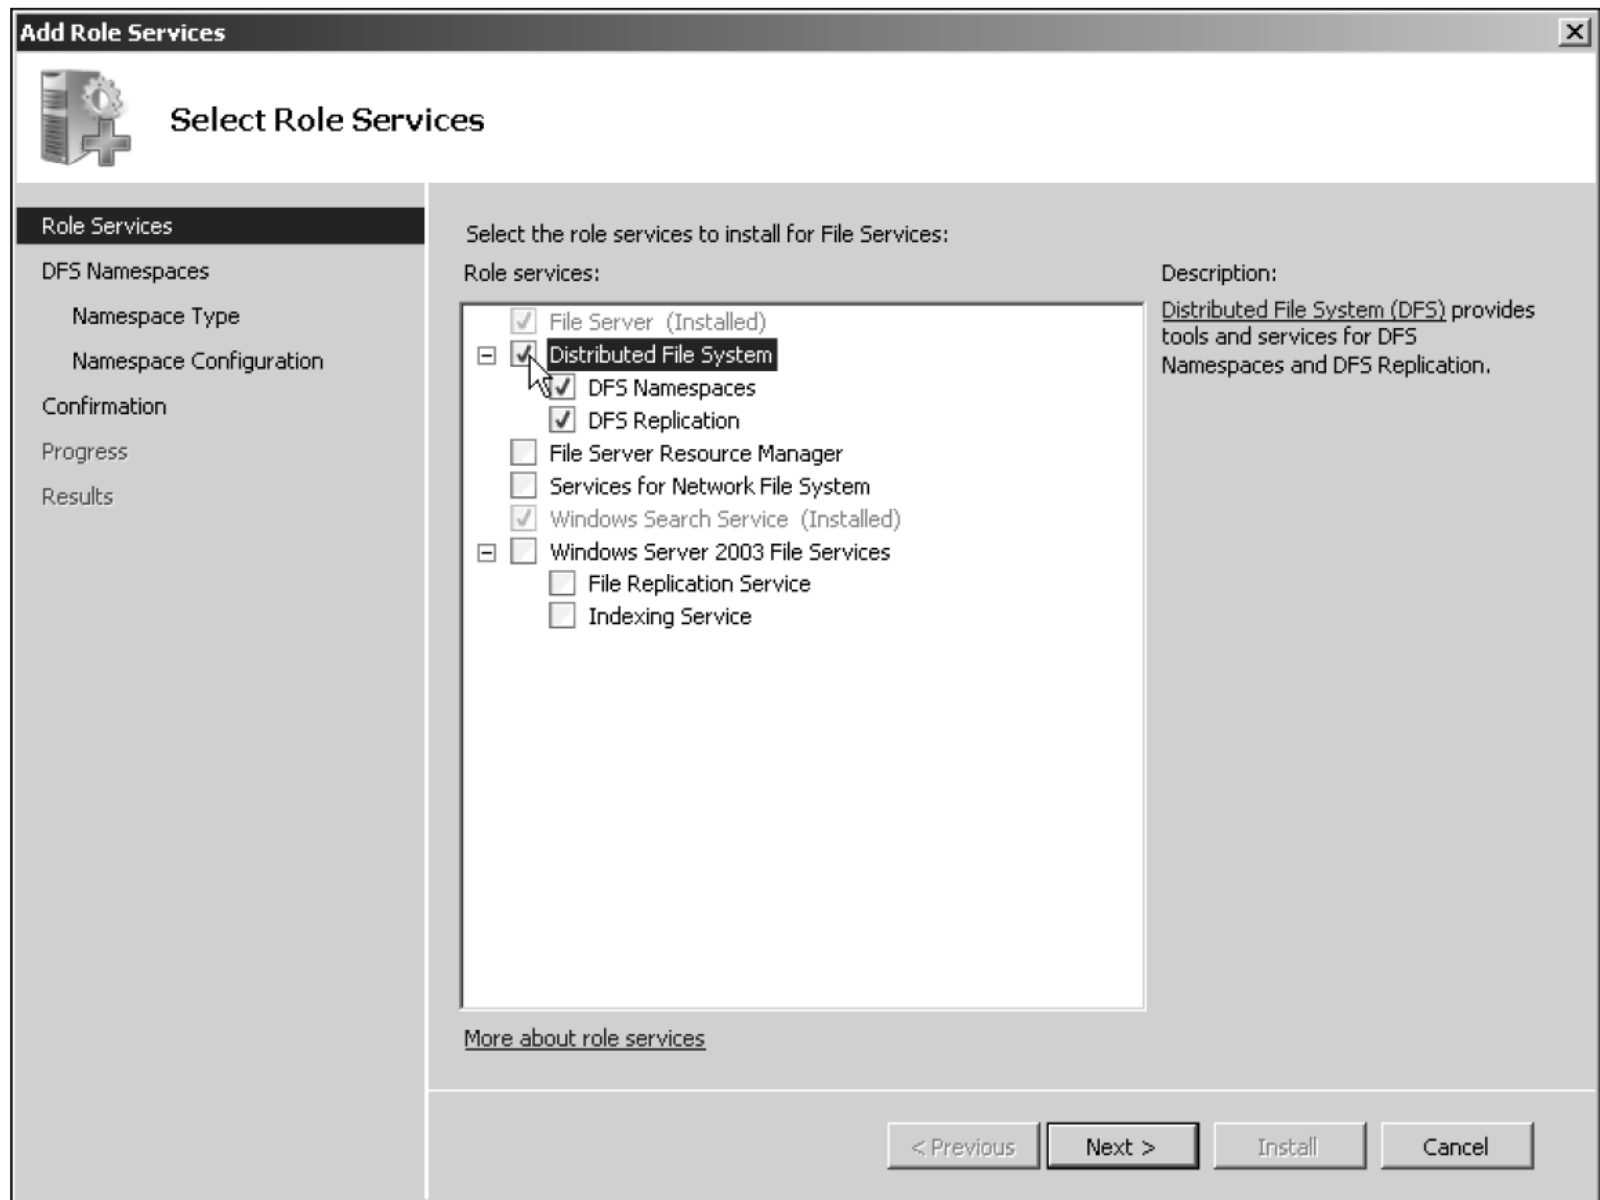 Add Role Services
Select Role Services
Role Services
DFS Namespaces
Namespace Type
Namespace Configuration
Confirmation
Progress
Results
Select the role services to install for File Services:
Role services:
File Server (Installed)
Distributed File System
DFS Namespaces
DFS Replication
File Server Resource Manager
Services for Network File System
Windows Search Service (Installed)
Windows Server 2003 File Services
File Replication Service
Indexing Service
More about role services
Description:
Distributed File System (DFS) provides
tools and services for DFS
Namespaces and DFS Replication.
< Previous
Next >
Install
Cancel